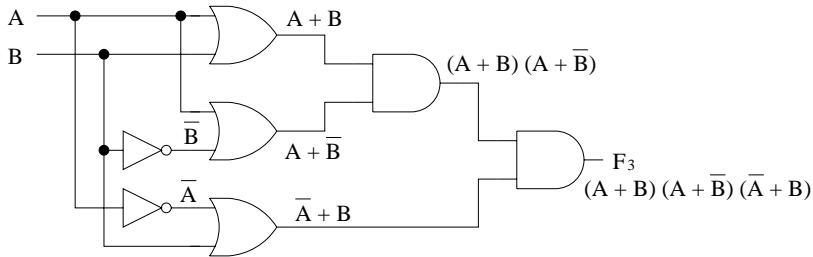 A
A + B
B
(A + B) (A + B̅)
B̅
A + B̅
F₃
A̅
(A + B) (A + B̅) (A̅ + B)
A̅ + B